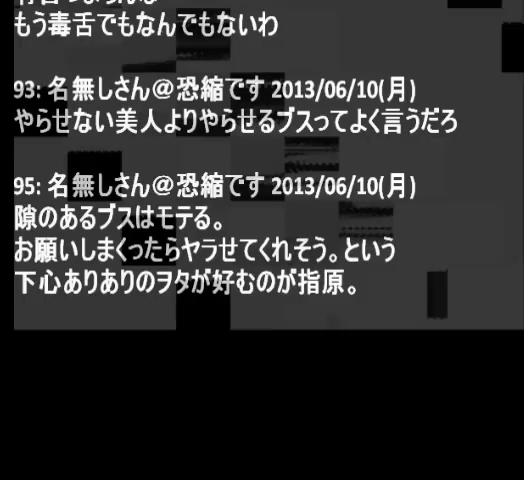 もう毒舌でもなんでもないわ
93: 名無しさん@恐縮です 2013/06/10(月)
やらせない美人よりやらせるブスってよく言うだろ
95: 名無しさん@恐縮です 2013/06/10(月)
隙のあるブスはモテる。
お願いしまくったらヤラせてくれそう。という
下心ありありのヲタが好むのが指原。